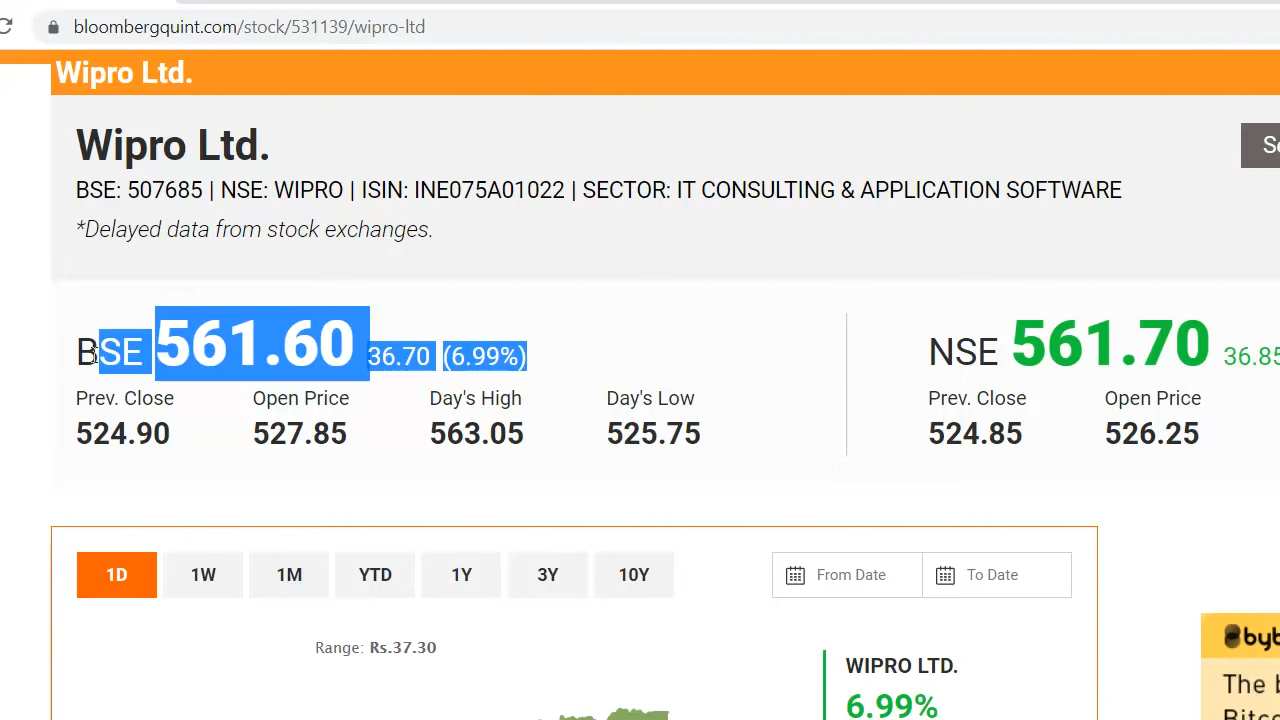 bloombergquint.com/stock/531139/wipro-ltd
Wipro Ltd.
Wipro Ltd.
BSE: 507685 | NSE: WIPRO | ISIN: INE075A01022 | SECTOR: IT CONSULTING & APPLICATION SOFTWARE
*Delayed data from stock exchanges.
BSE 561.60 36.70 (6.99%)
Prev. Close Open Price Day's High Day's Low
524.90 527.85 563.05 525.75
NSE 561.70 36.85
Prev. Close Open Price
524.85 526.25
1D 1W 1M YTD 1Y 3Y 10Y
From Date To Date
Range: Rs.37.30
WIPRO LTD.
6.99%
The